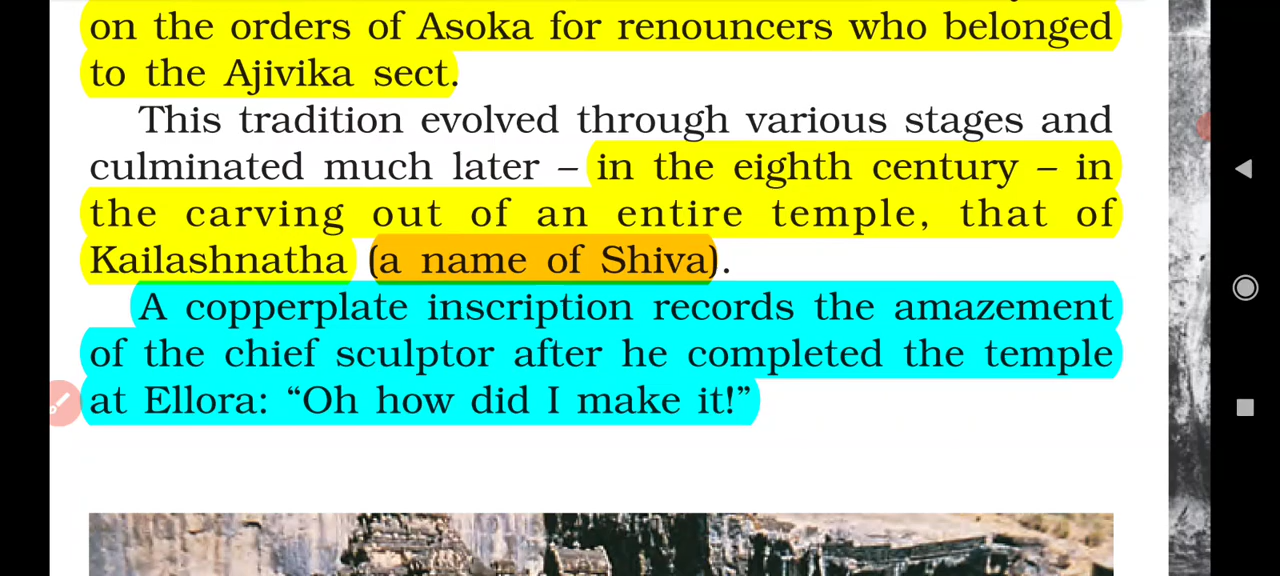 on the orders of Asoka for renouncers who belonged
to the Ajivika sect.
This tradition evolved through various stages and
culminated much later – in the eighth century – in
the carving out of an entire temple, that of
Kailashnatha (a name of Shiva).
A copperplate inscription records the amazement
of the chief sculptor after he completed the temple
at Ellora: “Oh how did I make it!”